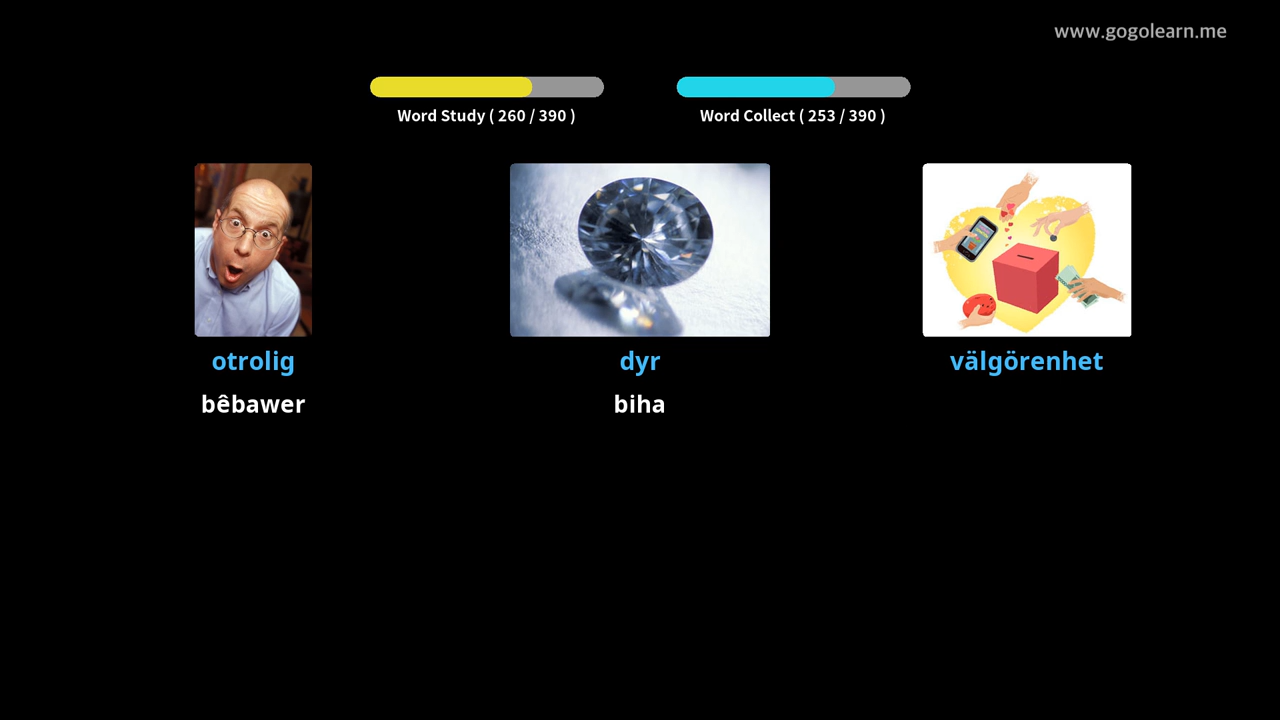 www.gogolearn.me
Word Study ( 260 / 390 )
Word Collect ( 253 / 390 )
otrolig
dyr
välgörenhet
bêbawer
biha